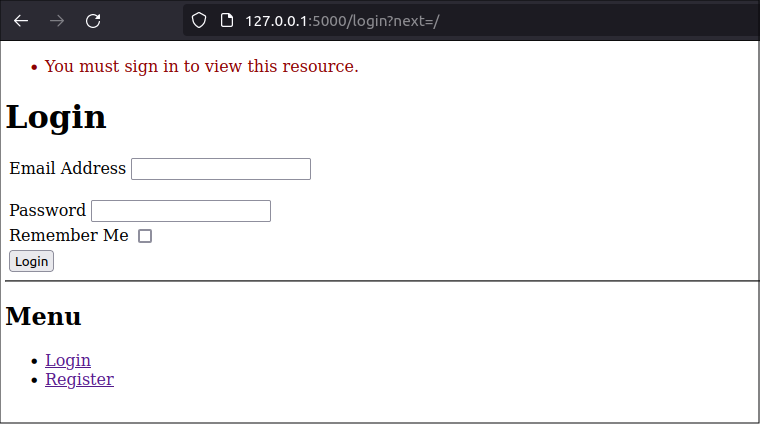 127.0.0.1:5000/login?next=/
You must sign in to view this resource.
Login
Email Address
Password
Remember Me
Login
Menu
Login
Register